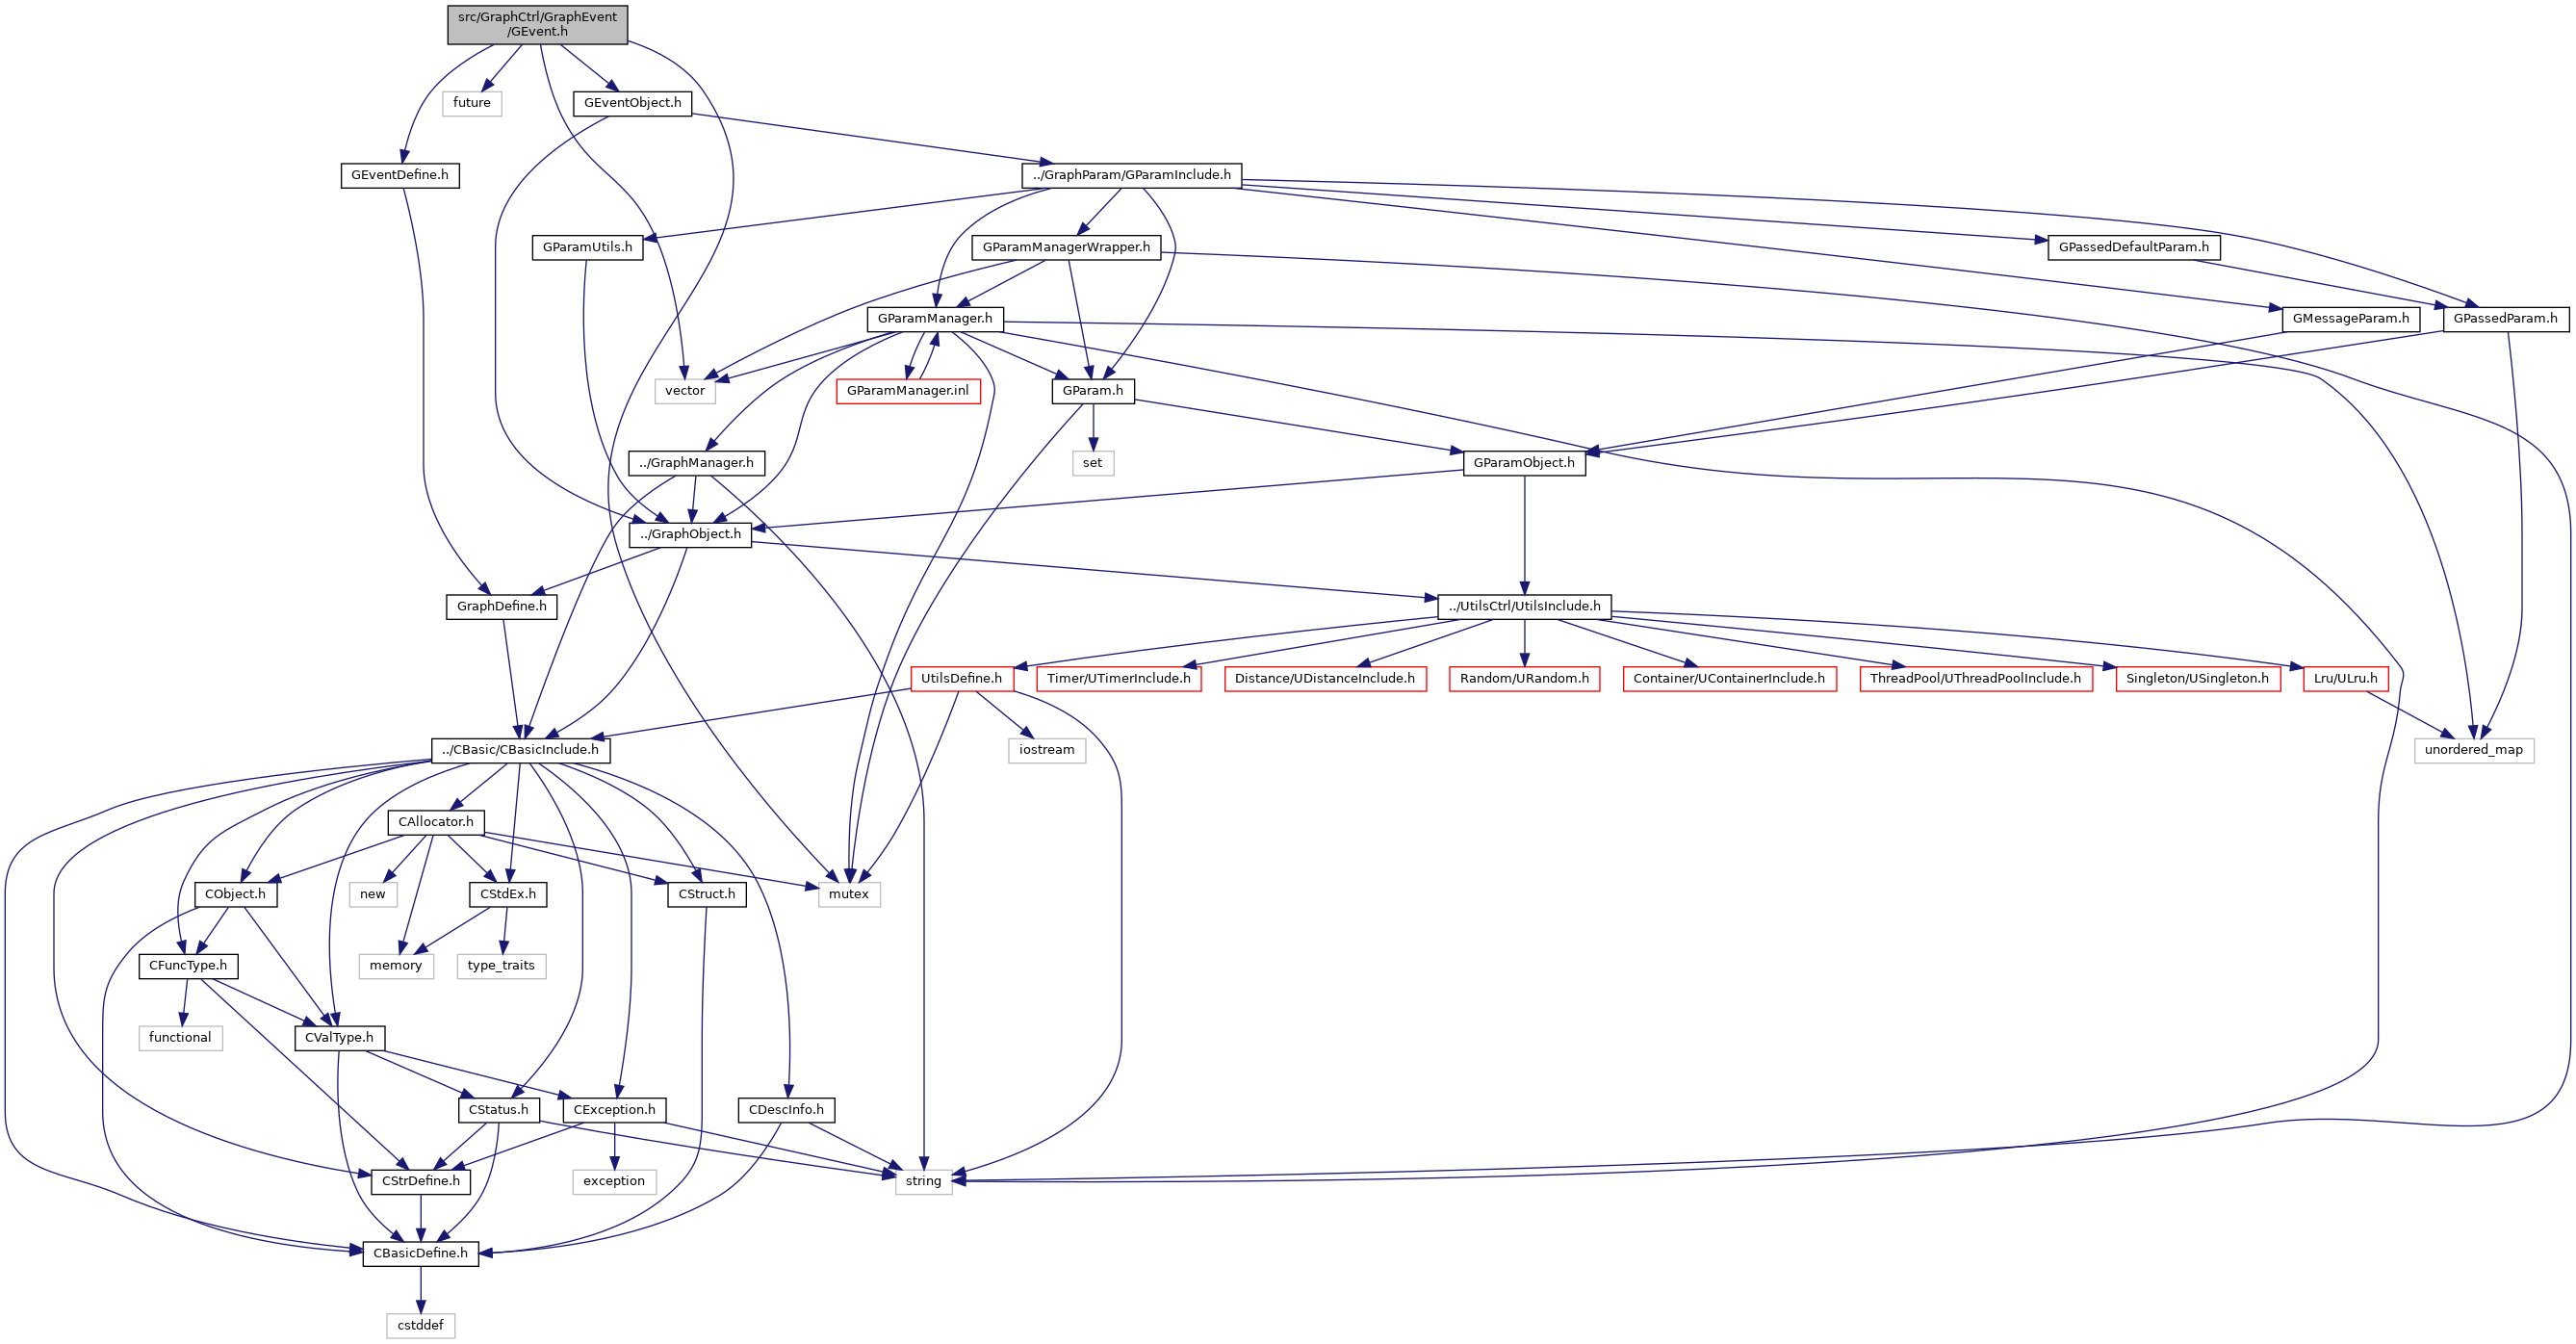 src/GraphCtrl/GraphEvent
/GEvent.h
future
GEventObject.h
GEventDefine.h
../GraphParam/GParamInclude.h
GParamUtils.h
GParamManagerWrapper.h
GPassedDefaultParam.h
GParamManager.h
GMessageParam.h
GPassedParam.h
vector
GParamManager.inl
GParam.h
../GraphManager.h
set
GParamObject.h
../GraphObject.h
GraphDefine.h
../UtilsCtrl/UtilsInclude.h
UtilsDefine.h
Timer/UTimerInclude.h
Distance/UDistanceInclude.h
Random/URandom.h
Container/UContainerInclude.h
ThreadPool/UThreadPoolInclude.h
Singleton/USingleton.h
Lru/ULru.h
../CBasic/CBasicInclude.h
iostream
unordered_map
CAllocator.h
CObject.h
new
CStdEx.h
CStruct.h
mutex
CFuncType.h
memory
type_traits
functional
CValType.h
CStatus.h
CException.h
CDescInfo.h
CStrDefine.h
exception
string
CBasicDefine.h
cstddef